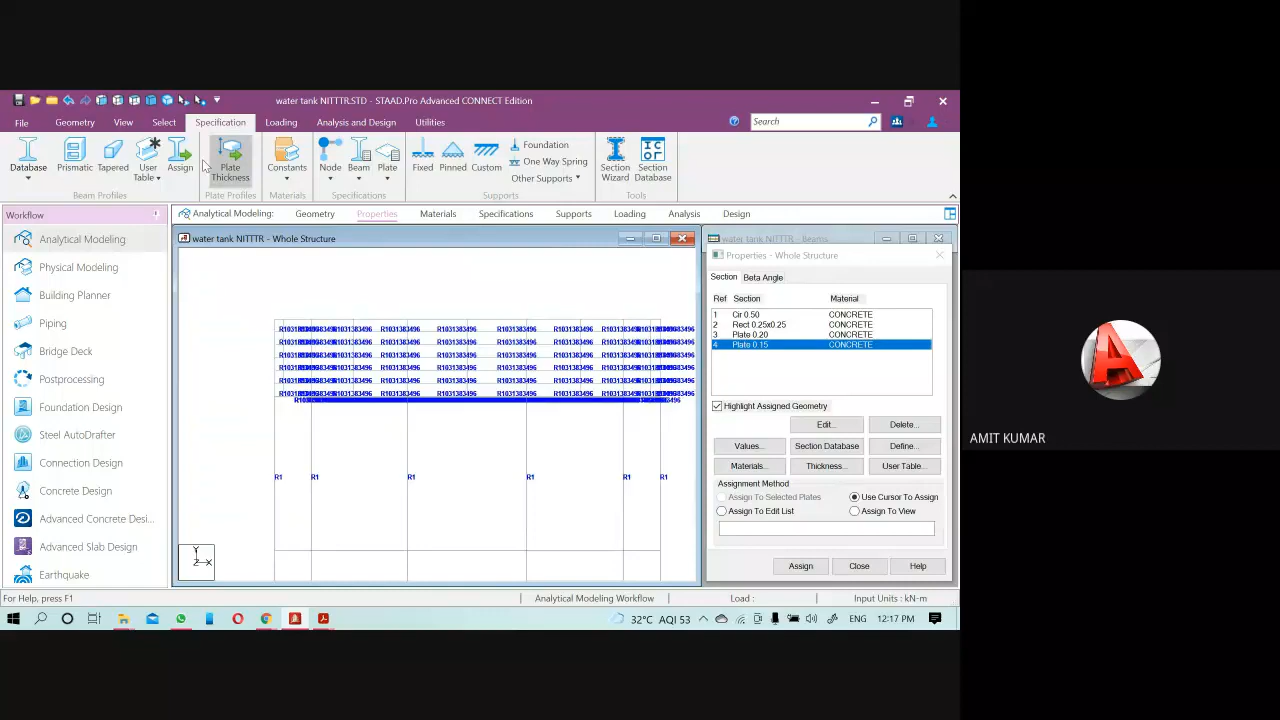 water tank NITTTR.STD - STAAD.Pro Advanced CONNECT Edition
File Geometry View Select Specification Loading Analysis and Design Utilities Search
Database Prismatic Tapered User Table Assign Plate Thickness Constants Node Beam Plate Fixed Pinned Custom Foundation One Way Spring Other Supports Section Wizard Section Database
Beam Profiles Plate Profiles Materials Specifications Supports Tools
Workflow
Analytical Modeling: Geometry Properties Materials Specifications Supports Loading Analysis Design
Analytical Modeling
Physical Modeling
Building Planner
Piping
Bridge Deck
Postprocessing
Foundation Design
Steel AutoDrafter
Connection Design
Concrete Design
Advanced Concrete Desi...
Advanced Slab Design
Earthquake
water tank NITTTR - Whole Structure
R1 R1 R1 R1 R1 R1
Y
Z X
water tank NITTTR - Beams
Properties - Whole Structure
Section Beta Angle
Ref Section Material
1 Cir 0.50 CONCRETE
2 Rect 0.25x0.25 CONCRETE
3 Plate 0.20 CONCRETE
4 Plate 0.15 CONCRETE
Highlight Assigned Geometry
Edit... Delete...
Values... Section Database Define...
Materials... Thickness... User Table...
Assignment Method
Assign To Selected Plates Use Cursor To Assign
Assign To Edit List Assign To View
Assign Close Help
For Help, press F1 Analytical Modeling Workflow Load : Input Units : kN-m
32°C AQI 53 ENG 12:17 PM
A
AMIT KUMAR